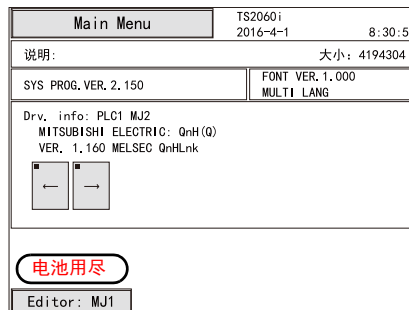 Main Menu
TS2060i
2016-4-1 8:30:5
说明:
大小: 4194304
SYS PROG. VER. 2.150
FONT VER. 1.000
MULTI LANG
Drv. info: PLC1 MJ2
MITSUBISHI ELECTRIC: QnH(Q)
VER. 1.160 MELSEC QnHLnk
← →
电池用尽
Editor: MJ1